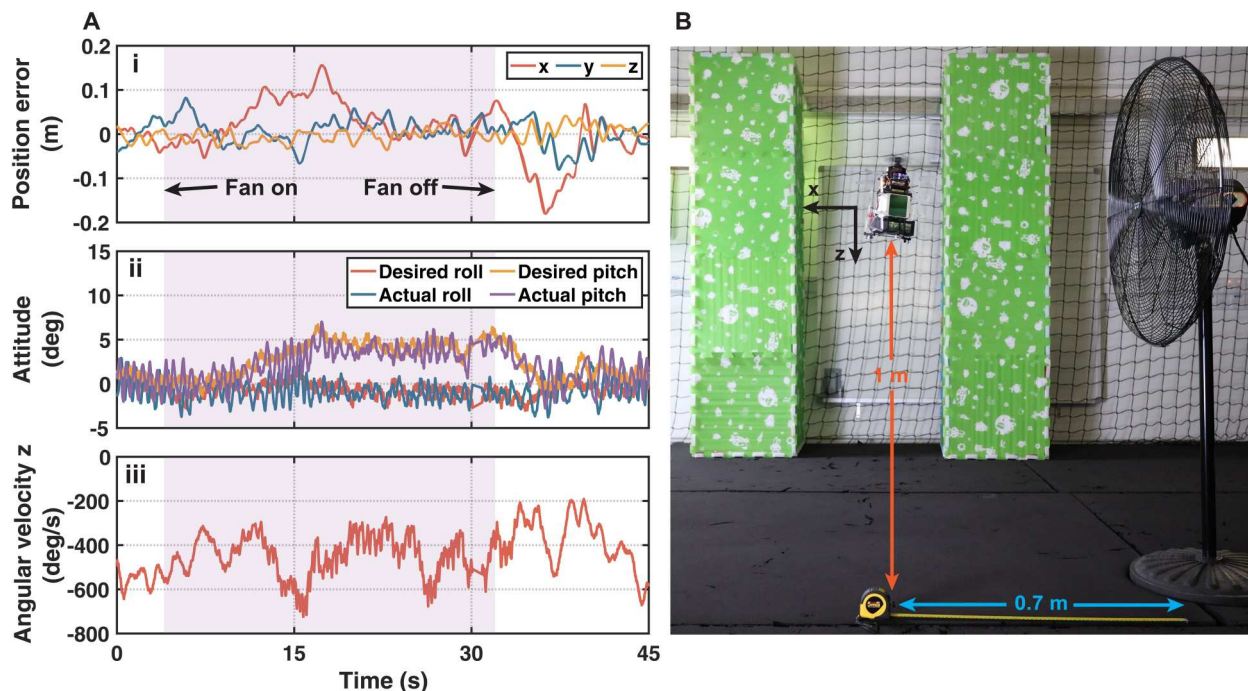 A
B
i
x y z
0.2
0.1
0
-0.1
-0.2
Position error
(m)
Fan on
Fan off
ii
Desired roll Desired pitch
Actual roll Actual pitch
15
10
5
0
-5
Attitude
(deg)
iii
0
-200
-400
-600
-800
Angular velocity z
(deg/s)
0 15 30 45
Time (s)
x
z
1 m
0.7 m